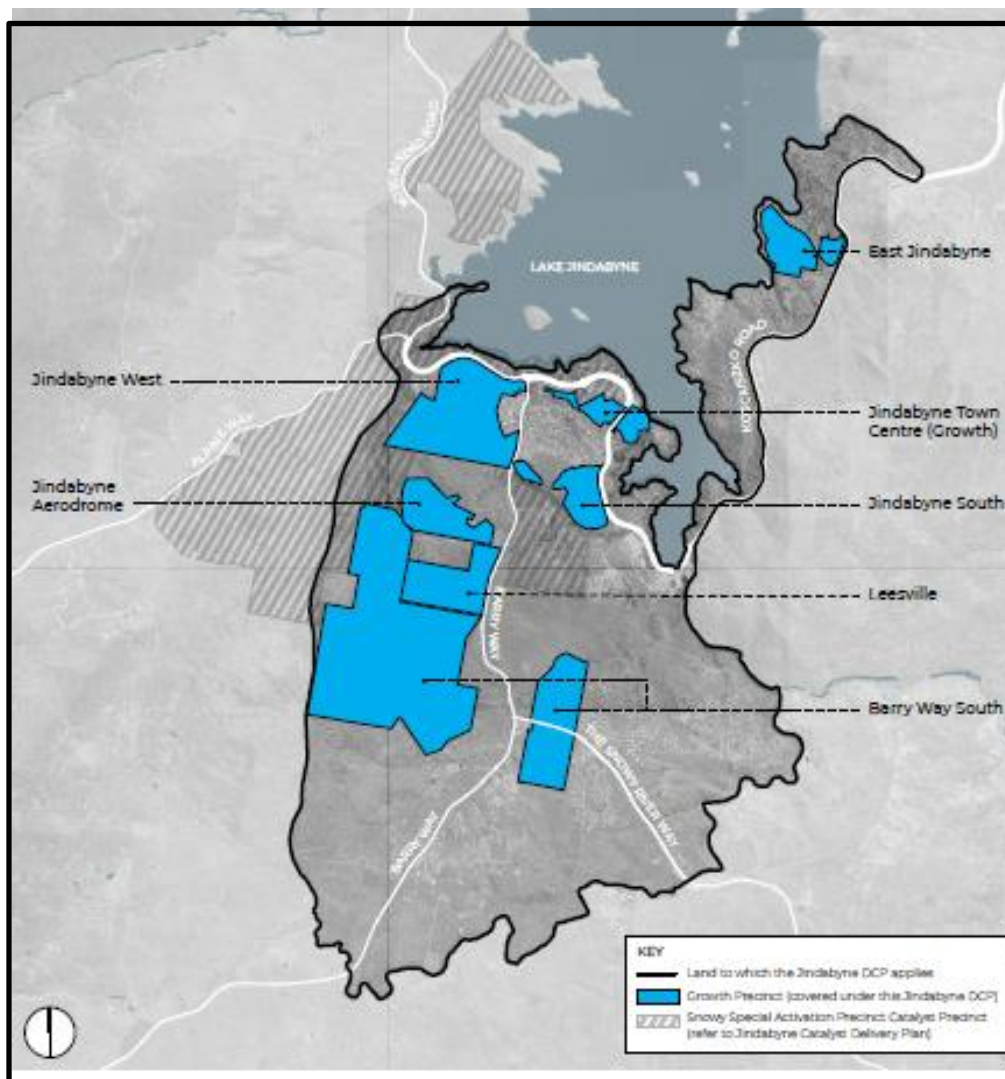 LAKE JINDABYNE
East Jindabyne
KOSCIUSZKO ROAD
Jindabyne West
Jindabyne Town
Centre (Growth)
ALPINE WAY
Jindabyne
Aerodrome
Jindabyne South
Leesville
BARRY WAY
Barry Way South
THE SNOWY RIVER WAY
BARRY WAY
KEY
Land to which the Jindabyne DCP applies
Growth Precinct (covered under this Jindabyne DCP)
Snowy Special Activation Precinct Catalyst Precinct
(refer to Jindabyne Catalyst Delivery Plan)